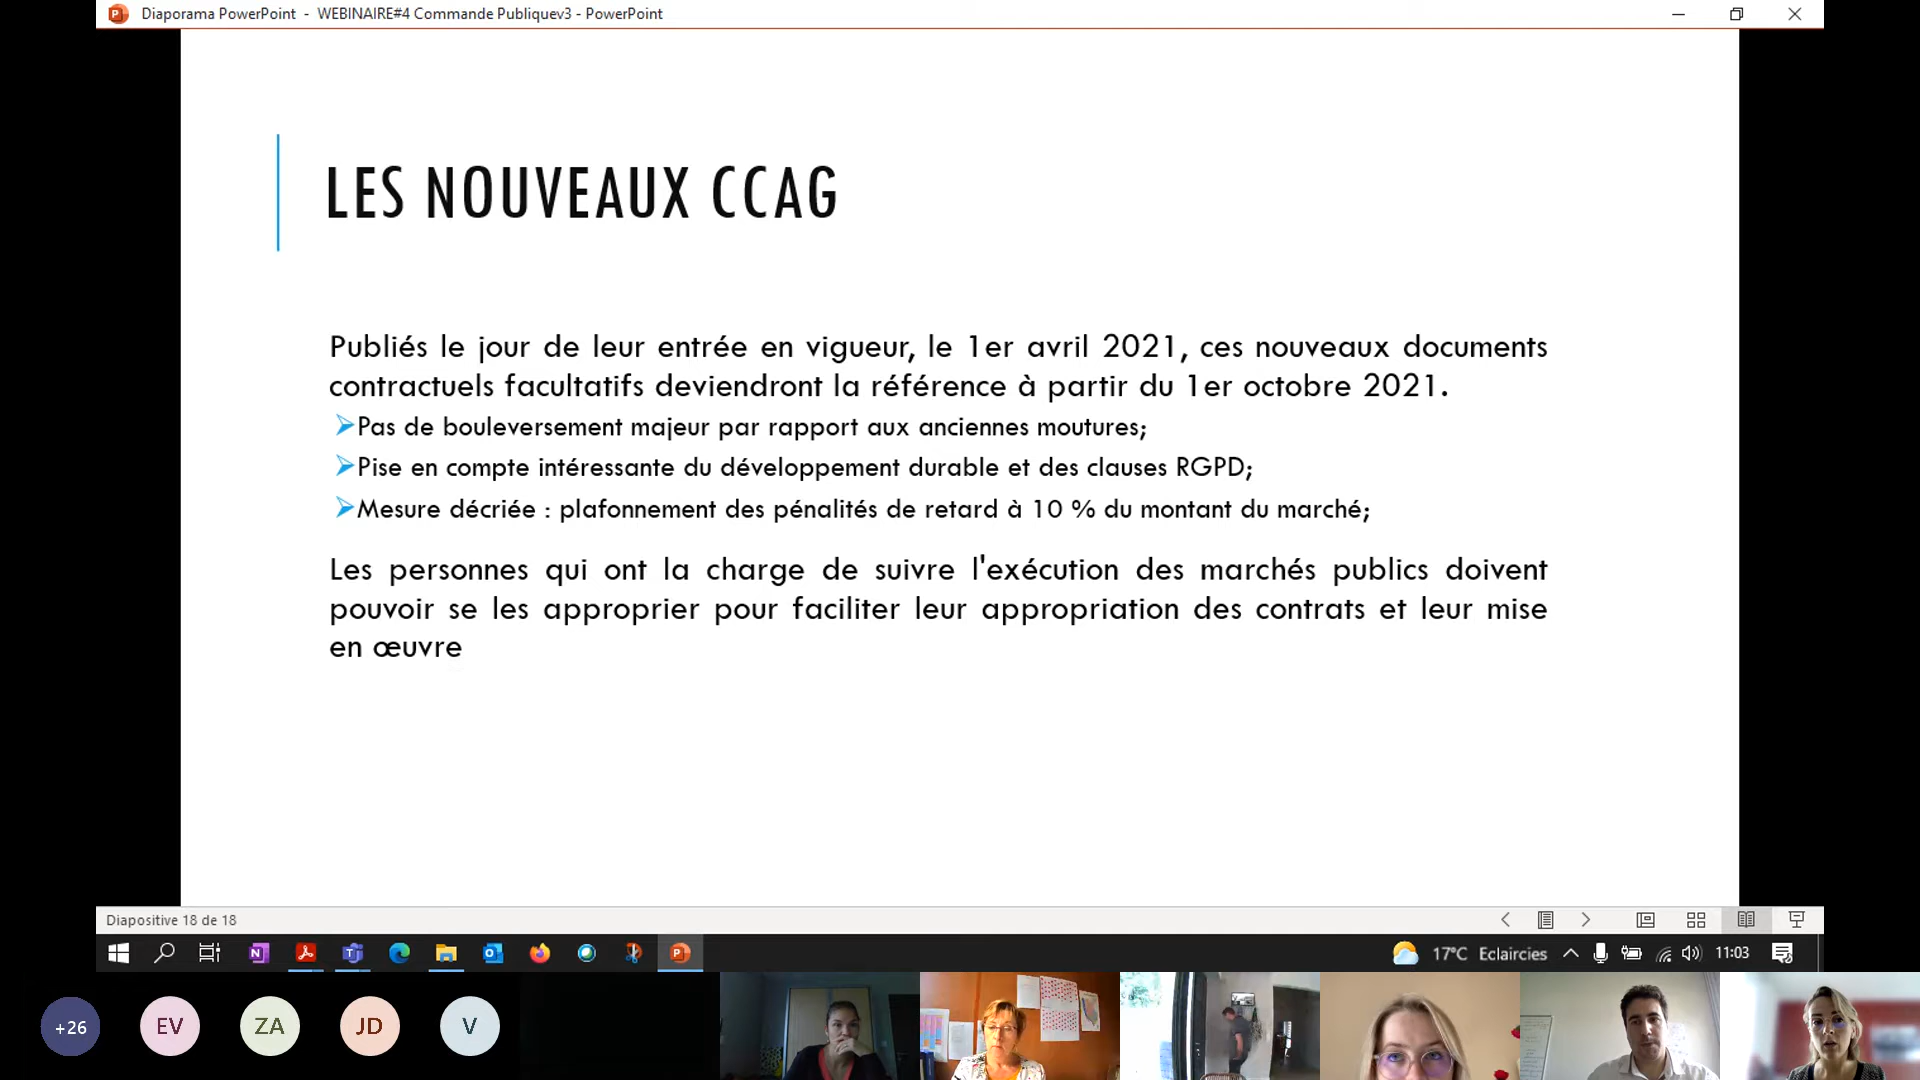 Diaporama PowerPoint - WEBINAIRE#4 Commande Publiquev3 - PowerPoint
LES NOUVEAUX CCAG
Publiés le jour de leur entrée en vigueur, le 1er avril 2021, ces nouveaux documents
contractuels facultatifs deviendront la référence à partir du 1er octobre 2021.
➢Pas de bouleversement majeur par rapport aux anciennes moutures;
➢Pise en compte intéressante du développement durable et des clauses RGPD;
➢Mesure décriée : plafonnement des pénalités de retard à 10 % du montant du marché;
Les personnes qui ont la charge de suivre l'exécution des marchés publics doivent
pouvoir se les approprier pour faciliter leur appropriation des contrats et leur mise
en œuvre
Diapositive 18 de 18
17°C Eclaircies
11:03
+26
EV
ZA
JD
V